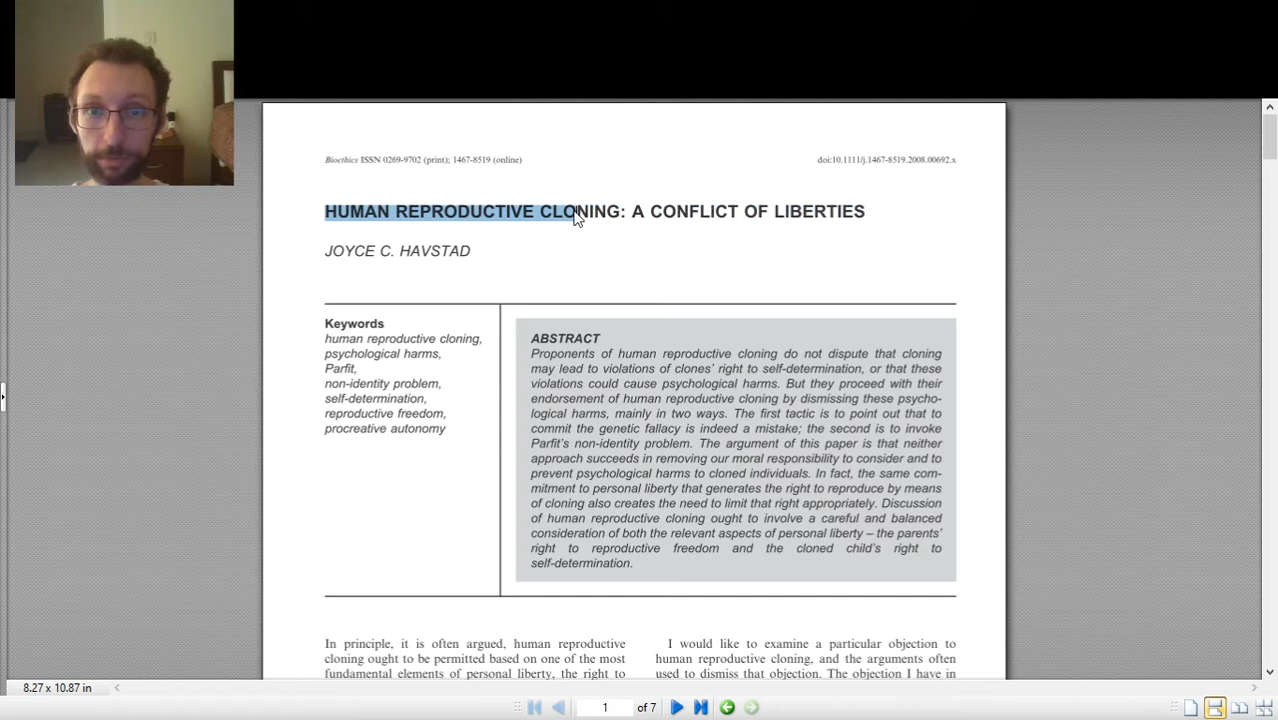 Bioethics ISSN 0269-9702 (print); 1467-8519 (online)
doi:10.1111/j.1467-8519.2008.00692.x
HUMAN REPRODUCTIVE CLONING: A CONFLICT OF LIBERTIES
JOYCE C. HAVSTAD
Keywords
human reproductive cloning,
psychological harms,
Parfit,
non-identity problem,
self-determination,
reproductive freedom,
procreative autonomy
ABSTRACT
Proponents of human reproductive cloning do not dispute that cloning
may lead to violations of clones' right to self-determination, or that these
violations could cause psychological harms. But they proceed with their
endorsement of human reproductive cloning by dismissing these psycho-
logical harms, mainly in two ways. The first tactic is to point out that to
commit the genetic fallacy is indeed a mistake; the second is to invoke
Parfit's non-identity problem. The argument of this paper is that neither
approach succeeds in removing our moral responsibility to consider and to
prevent psychological harms to cloned individuals. In fact, the same com-
mitment to personal liberty that generates the right to reproduce by means
of cloning also creates the need to limit that right appropriately. Discussion
of human reproductive cloning ought to involve a careful and balanced
consideration of both the relevant aspects of personal liberty – the parents'
right to reproductive freedom and the cloned child's right to
self-determination.
In principle, it is often argued, human reproductive
cloning ought to be permitted based on one of the most
fundamental elements of personal liberty, the right to
I would like to examine a particular objection to
human reproductive cloning, and the arguments often
used to dismiss that objection. The objection I have in
8.27 x 10.87 in
1 of 7